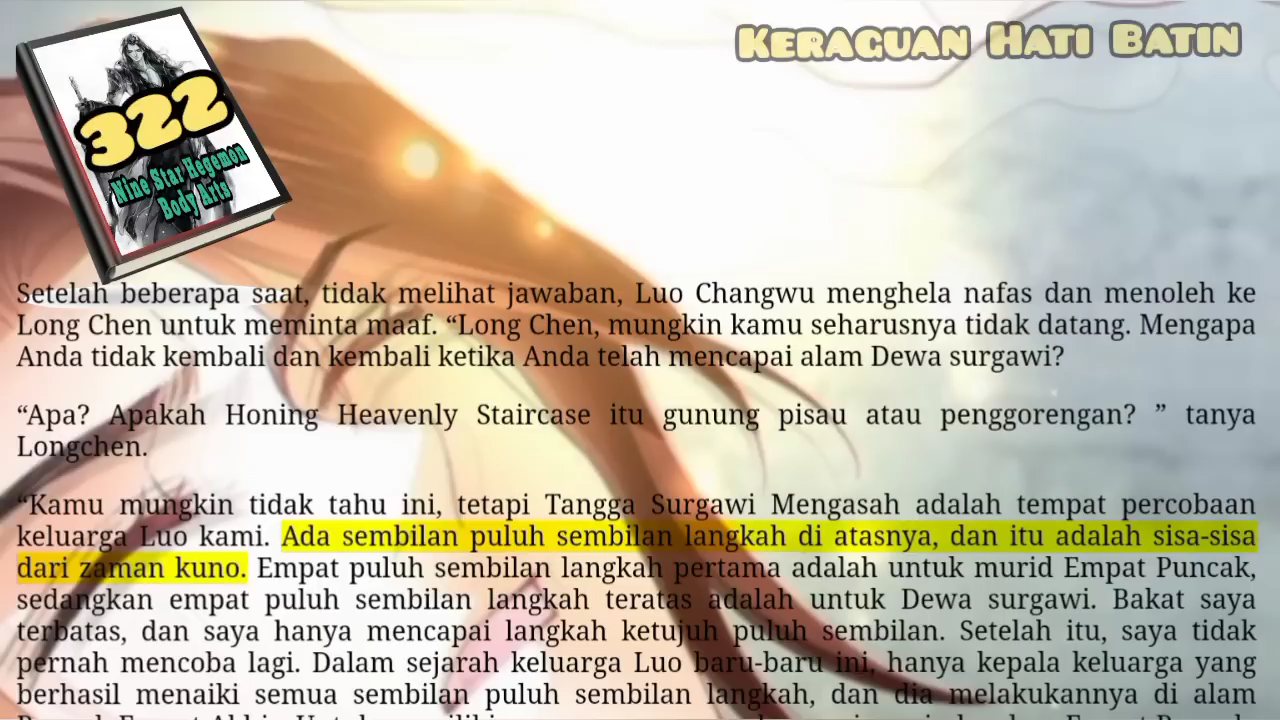 Keraguan Hati Batin
322
Nine Star Hegemon
Body Arts
Setelah beberapa saat, tidak melihat jawaban, Luo Changwu menghela nafas dan menoleh ke
Long Chen untuk meminta maaf. “Long Chen, mungkin kamu seharusnya tidak datang. Mengapa
Anda tidak kembali dan kembali ketika Anda telah mencapai alam Dewa surgawi?
“Apa? Apakah Honing Heavenly Staircase itu gunung pisau atau penggorengan? ” tanya
Longchen.
“Kamu mungkin tidak tahu ini, tetapi Tangga Surgawi Mengasah adalah tempat percobaan
keluarga Luo kami. Ada sembilan puluh sembilan langkah di atasnya, dan itu adalah sisa-sisa
dari zaman kuno. Empat puluh sembilan langkah pertama adalah untuk murid Empat Puncak,
sedangkan empat puluh sembilan langkah teratas adalah untuk Dewa surgawi. Bakat saya
terbatas, dan saya hanya mencapai langkah ketujuh puluh sembilan. Setelah itu, saya tidak
pernah mencoba lagi. Dalam sejarah keluarga Luo baru-baru ini, hanya kepala keluarga yang
berhasil menaiki semua sembilan puluh sembilan langkah, dan dia melakukannya di alam